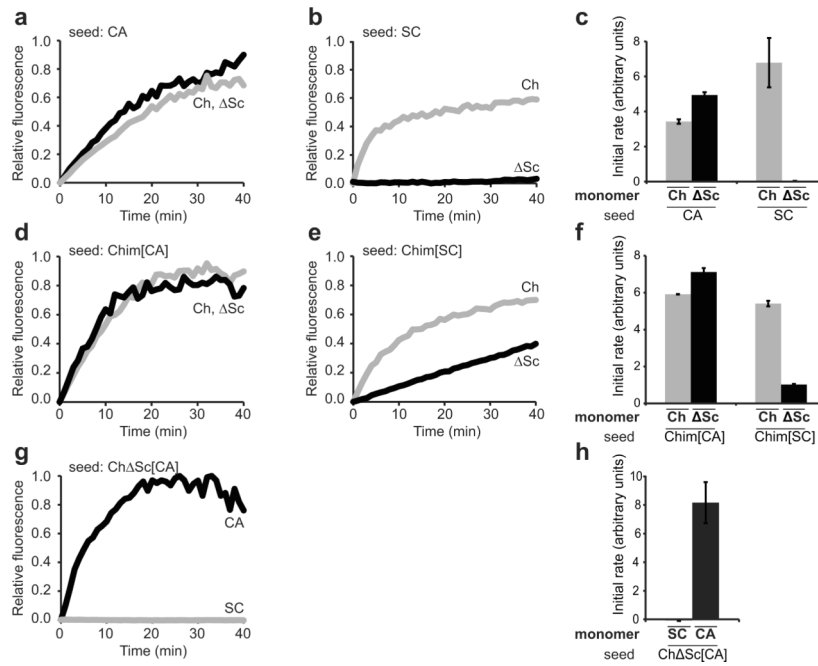 a
seed: CA
Relative fluorescence
1.0
0.8
0.6
0.4
0.2
0.0
Ch, ΔSc
0 10 20 30 40
Time (min)
b
seed: SC
Relative fluorescence
1.0
0.8
0.6
0.4
0.2
0.0
Ch
ΔSc
0 10 20 30 40
Time (min)
c
Initial rate (arbitrary units)
8
6
4
2
0
monomer Ch ΔSc Ch ΔSc
seed CA SC
d
seed: Chim[CA]
Relative fluorescence
1.0
0.8
0.6
0.4
0.2
0.0
Ch, ΔSc
0 10 20 30 40
Time (min)
e
seed: Chim[SC]
Relative fluorescence
1.0
0.8
0.6
0.4
0.2
0.0
Ch
ΔSc
0 10 20 30 40
Time (min)
f
Initial rate (arbitrary units)
8
6
4
2
0
monomer Ch ΔSc Ch ΔSc
seed Chim[CA] Chim[SC]
g
seed: ChΔSc[CA]
Relative fluorescence
1.0
0.8
0.6
0.4
0.2
0.0
CA
SC
0 10 20 30 40
Time (min)
h
Initial rate (arbitrary units)
10
8
6
4
2
0
monomer SC CA
seed ChΔSc[CA]